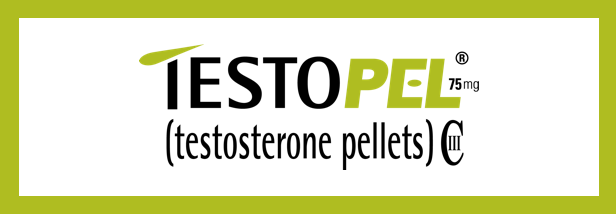 TESTOPEL® 75mg
(testosterone pellets) CIII